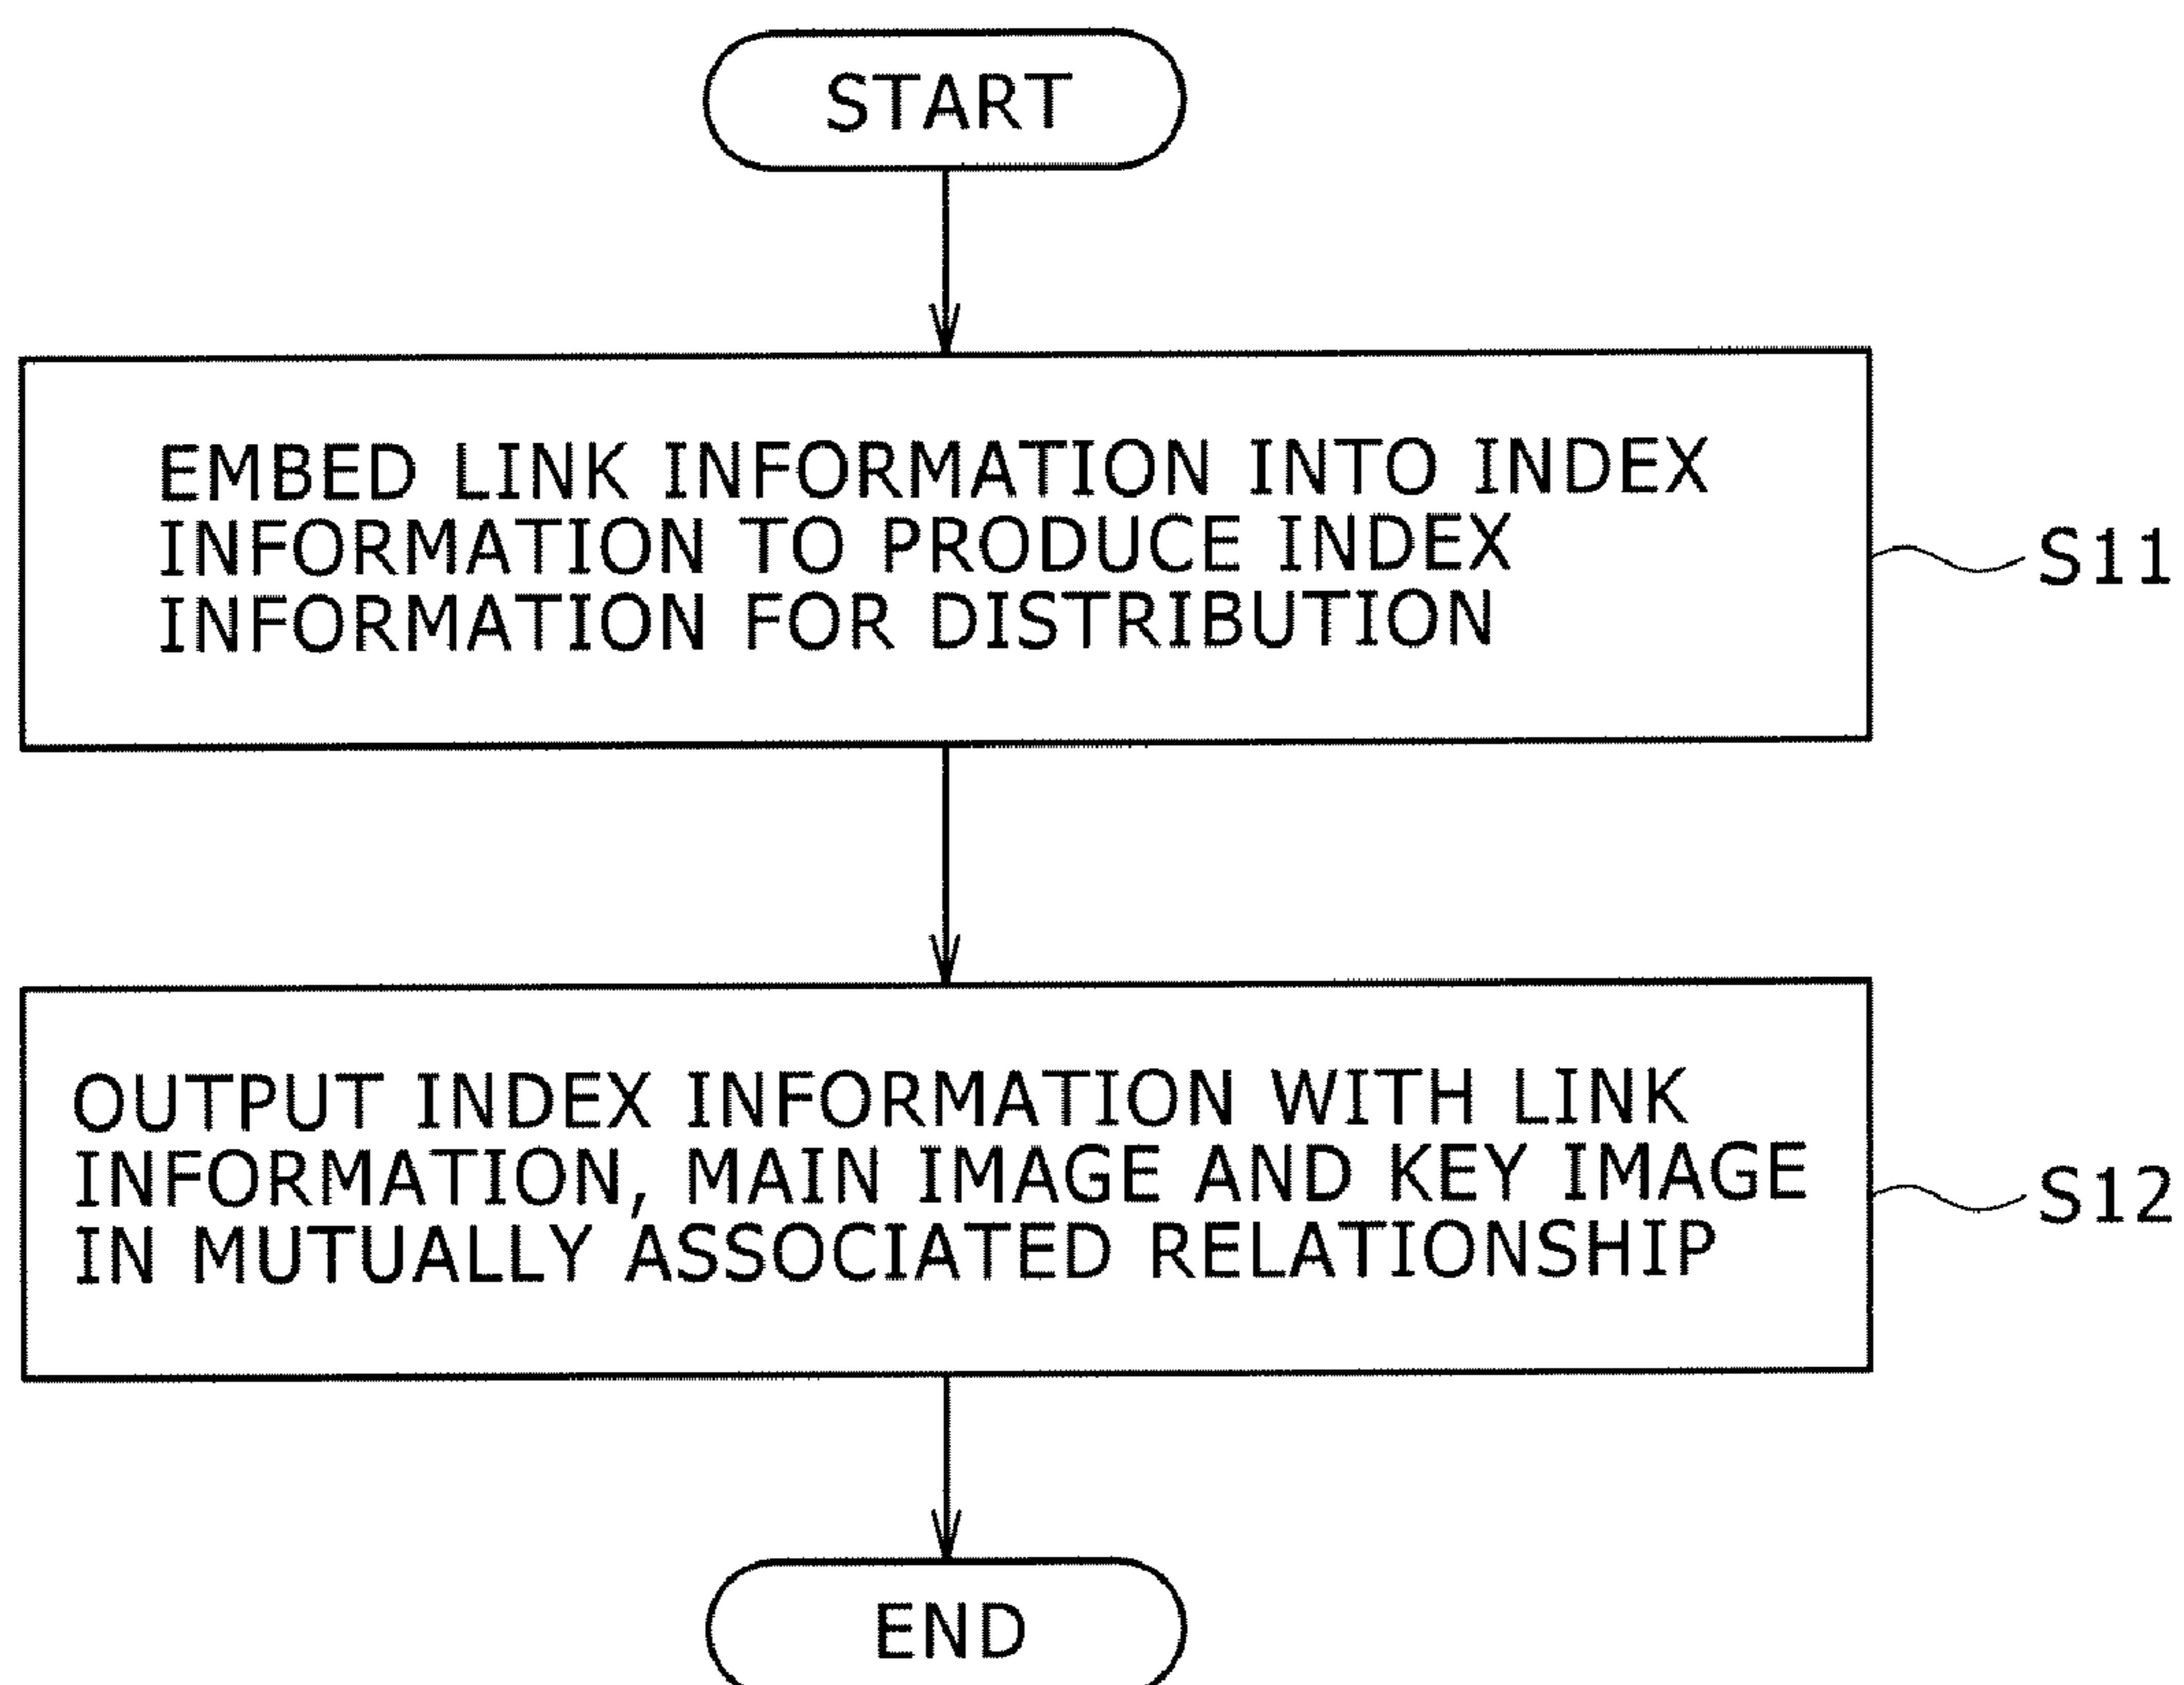 START
EMBED LINK INFORMATION INTO INDEX
INFORMATION TO PRODUCE INDEX
INFORMATION FOR DISTRIBUTION
S11
OUTPUT INDEX INFORMATION WITH LINK
INFORMATION, MAIN IMAGE AND KEY IMAGE
IN MUTUALLY ASSOCIATED RELATIONSHIP
S12
END